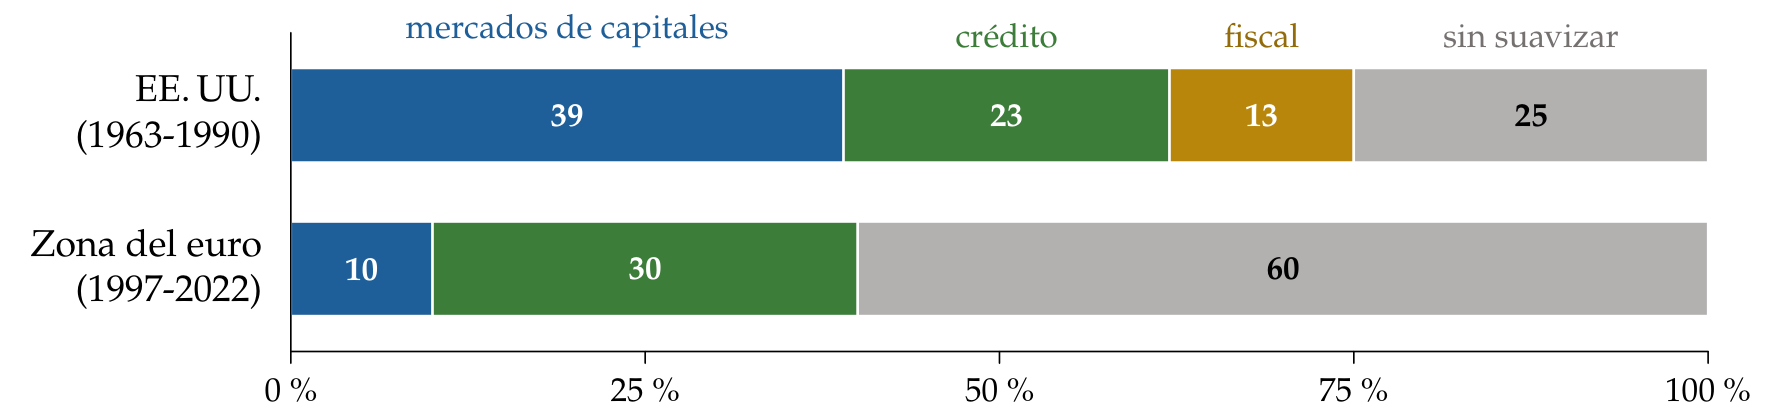 mercados de capitales
crédito
fiscal
sin suavizar
EE. UU.
(1963-1990)
39
23
13
25
Zona del euro
(1997-2022)
10
30
60
0 %
25 %
50 %
75 %
100 %